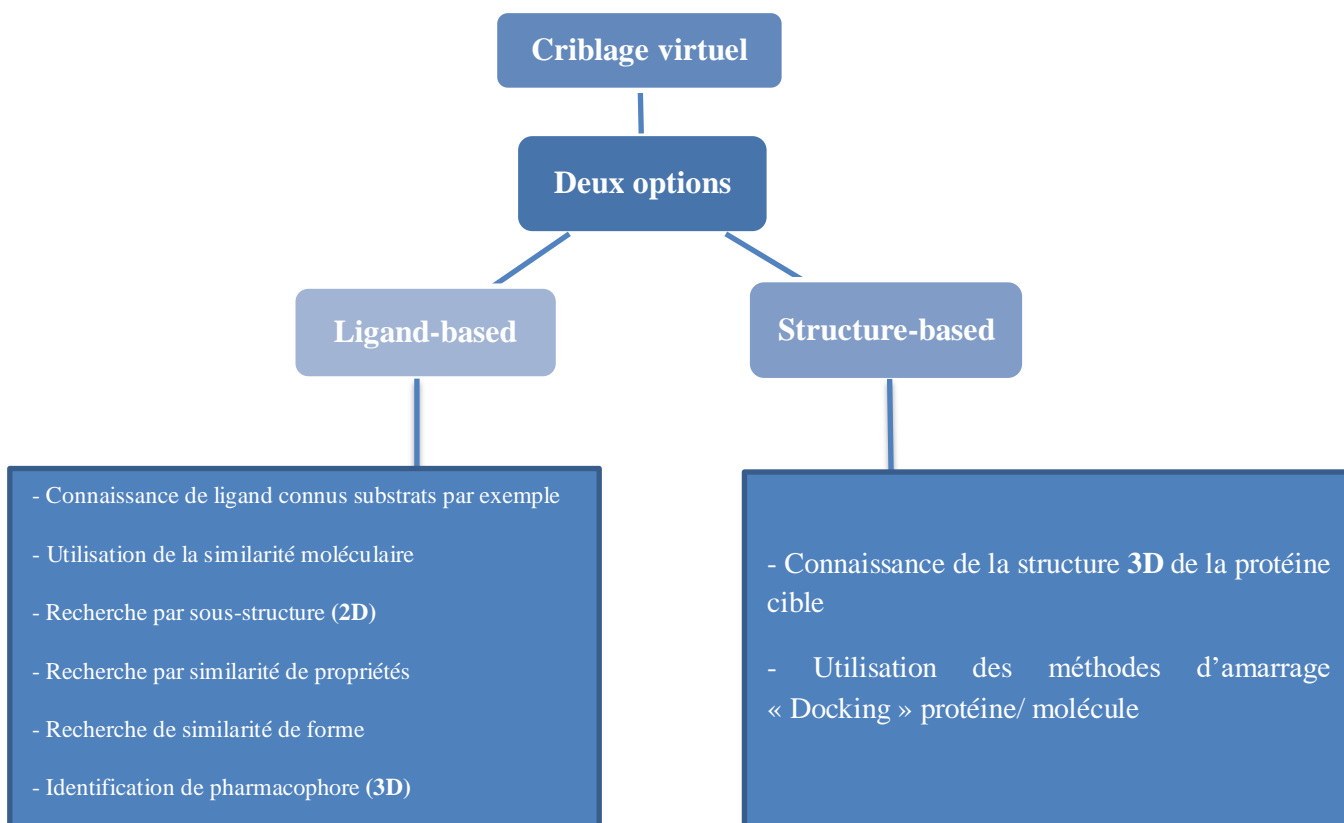 Criblage virtuel
Deux options
Ligand-based
Structure-based
- Connaissance de ligand connus substrats par exemple
- Utilisation de la similarité moléculaire
- Recherche par sous-structure (2D)
- Recherche par similarité de propriétés
- Recherche de similarité de forme
- Identification de pharmacophore (3D)
- Connaissance de la structure 3D de la protéine
cible
- Utilisation des méthodes d’amarrage
« Docking » protéine/ molécule